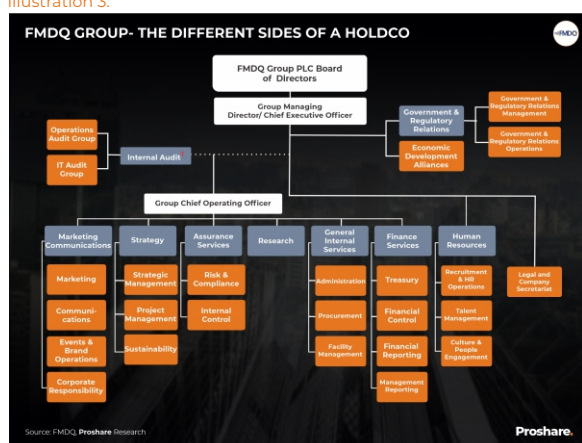 Illustration 3:
FMDQ GROUP- THE DIFFERENT SIDES OF A HOLDCO
FMDQ
FMDQ Group PLC Board
of Directors
Group Managing
Director/ Chief Executive Officer
Government &
Regulatory
Relations
Government &
Regulatory Relations
Management
Government &
Regulatory Relations
Operations
Economic
Development
Alliances
Operations
Audit Group
IT Audit
Group
Internal Audit
Group Chief Operating Officer
Marketing
Communications
Strategy
Assurance
Services
Research
General
Internal
Services
Finance
Services
Human
Resources
Marketing
Communi-
cations
Events &
Brand
Operations
Corporate
Responsibility
Strategic
Management
Project
Management
Sustainability
Risk &
Compliance
Internal
Control
Administration
Procurement
Facility
Management
Treasury
Financial
Control
Financial
Reporting
Management
Reporting
Recruitment
& HR
Operations
Talent
Management
Culture &
People
Engagement
Legal and
Company
Secretariat
Source: FMDQ, Proshare Research
Proshare.